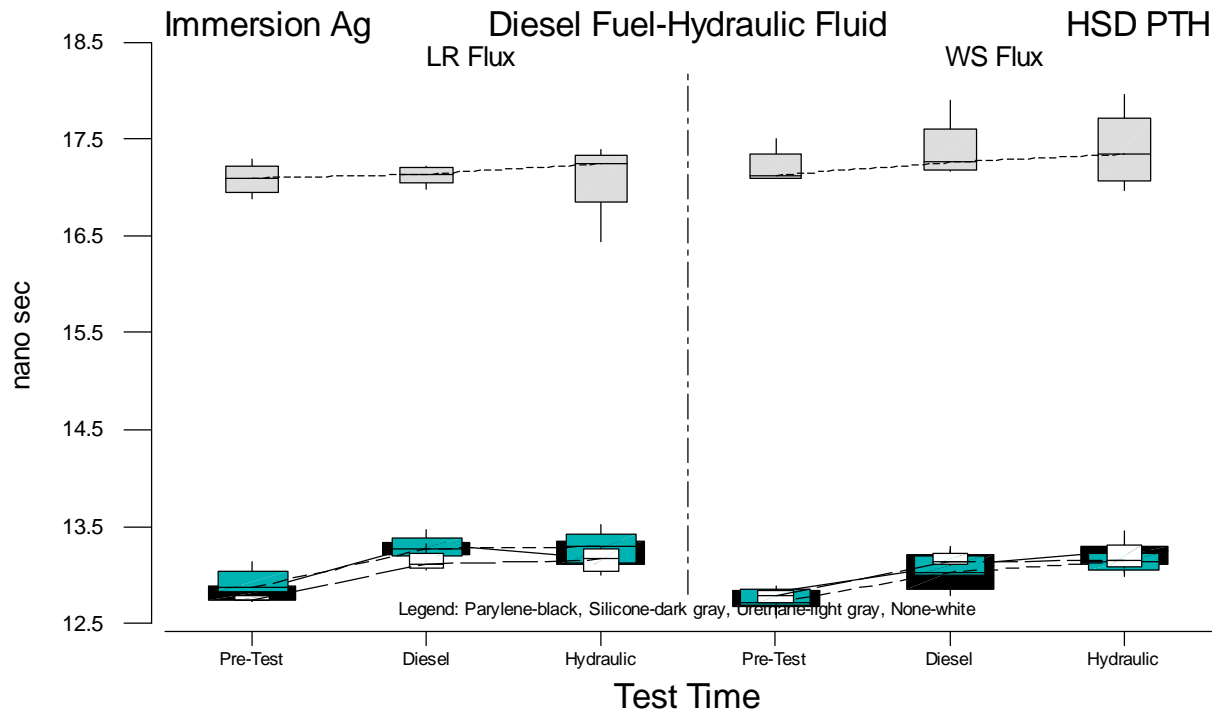 Immersion Ag Diesel Fuel-Hydraulic Fluid HSD PTH
LR Flux WS Flux
18.5
17.5
16.5
15.5
14.5
13.5
12.5
nano sec
Legend: Parylene-black, Silicone-dark gray, Urethane-light gray, None-white
Pre-Test Diesel Hydraulic Pre-Test Diesel Hydraulic
Test Time